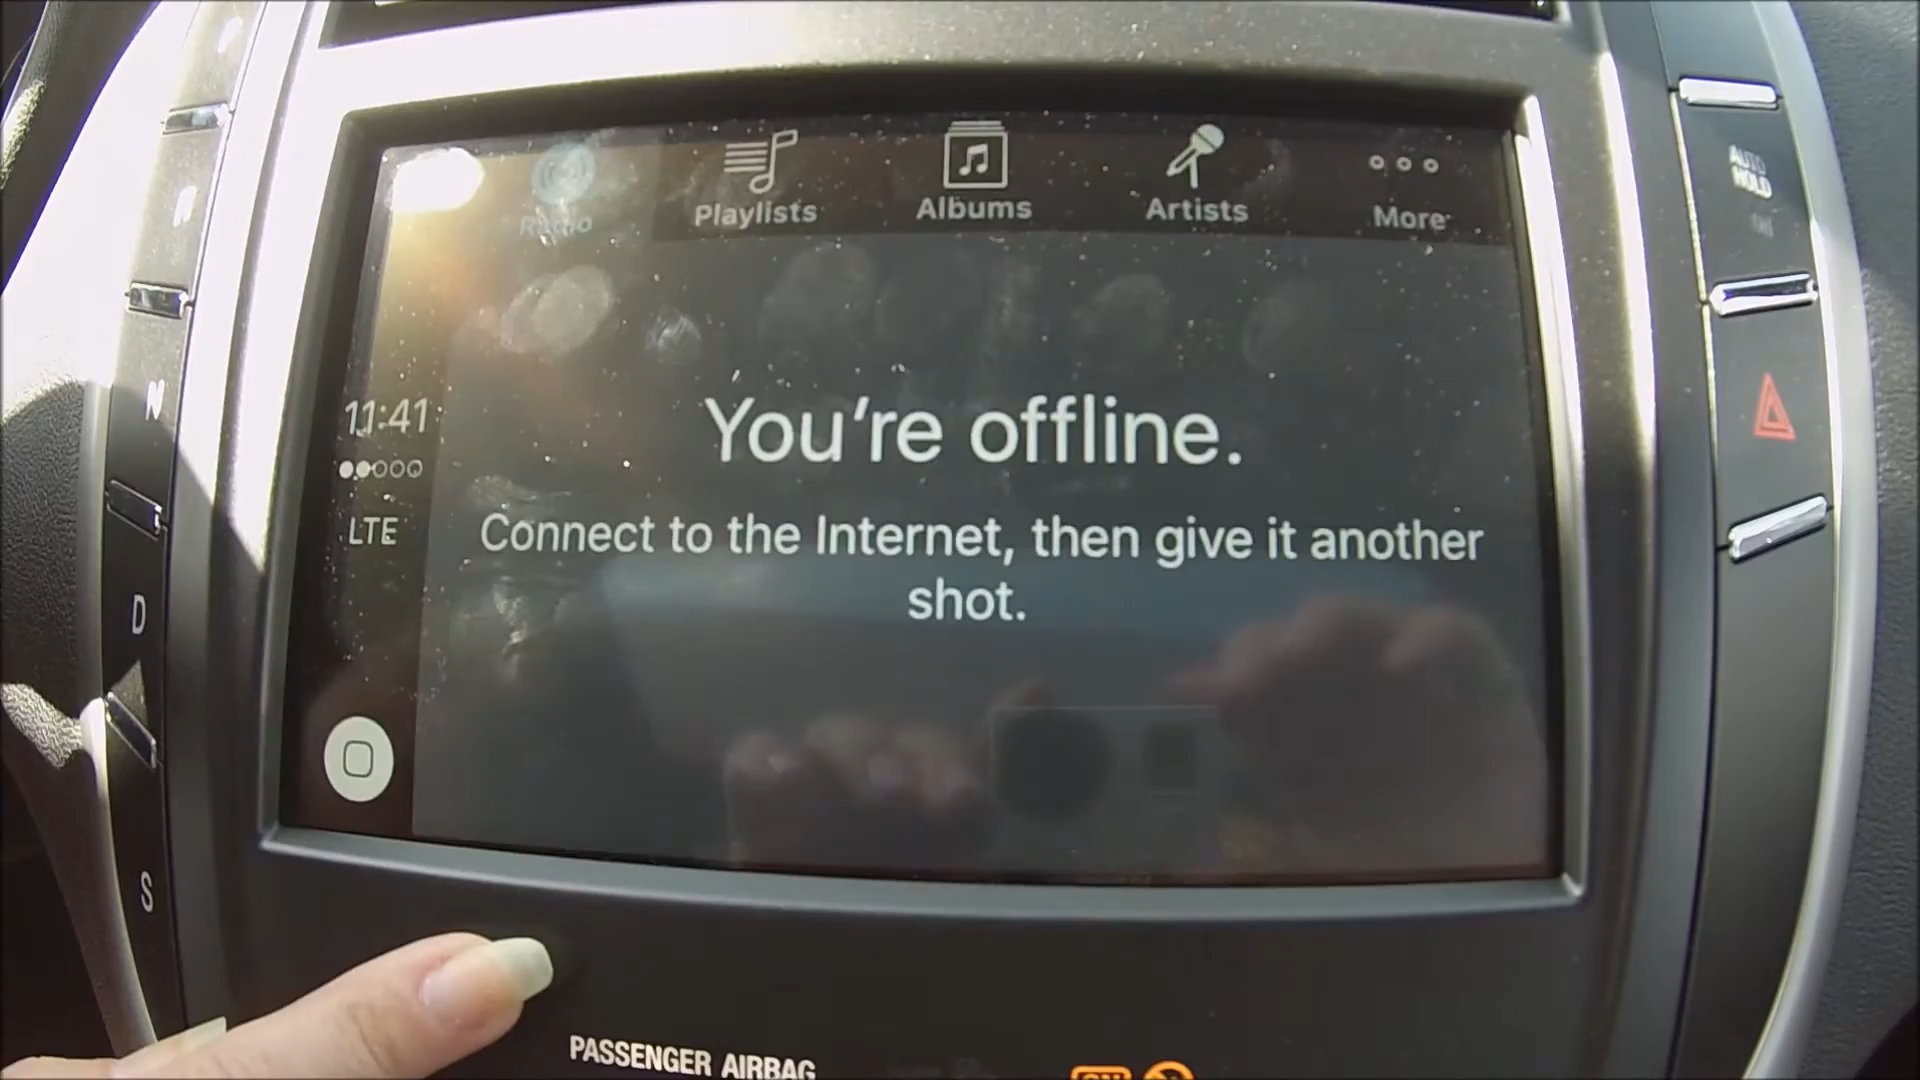 Radio
Playlists
Albums
Artists
More
You're offline.
Connect to the Internet, then give it another
shot.
11:41
LTE
AUTO
HOLD
N
D
S
PASSENGER AIRBAG